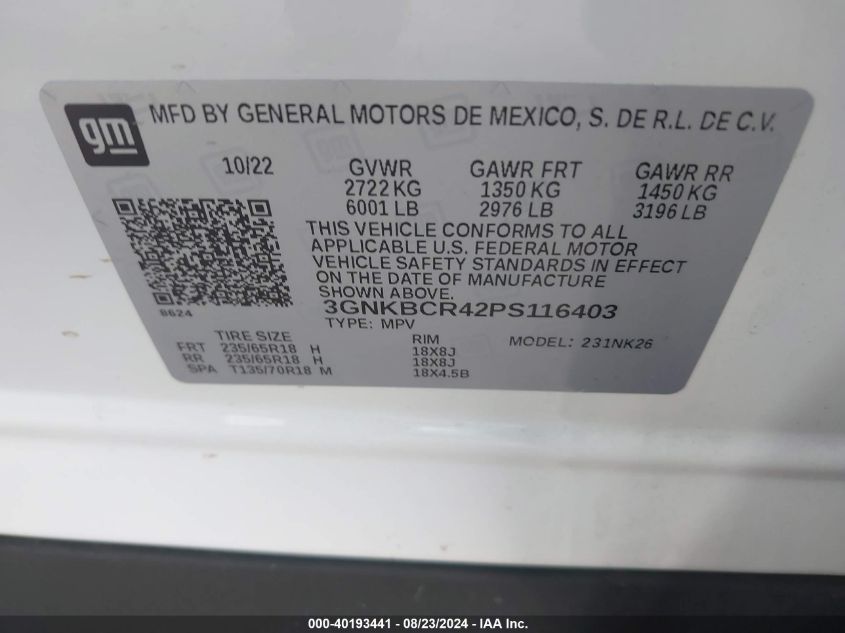 gm
MFD BY GENERAL MOTORS DE MEXICO, S. DE R.L. DE C.V.
10/22 GVWR GAWR FRT GAWR RR
2722 KG 1350 KG 1450 KG
6001 LB 2976 LB 3196 LB
THIS VEHICLE CONFORMS TO ALL
APPLICABLE U.S. FEDERAL MOTOR
VEHICLE SAFETY STANDARDS IN EFFECT
ON THE DATE OF MANUFACTURE
SHOWN ABOVE.
8624
3GNKBCR42PS116403
TYPE: MPV
TIRE SIZE RIM MODEL: 231NK26
FRT 235/65R18 H 18X8J
RR 235/65R18 H 18X8J
SPA T135/70R18 M 18X4.5B
000-40193441 - 08/23/2024 - IAA Inc.